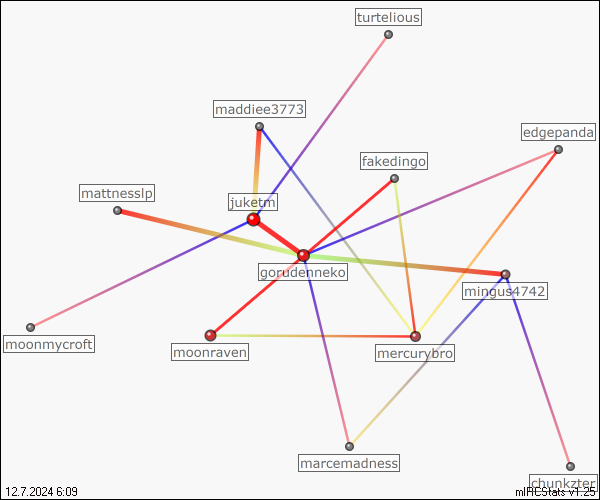 turtelious
maddiee3773
edgepanda
fakedingo
mattnesslp
juketm
gorudenneko
mingus4742
moonmycroft
moonraven
mercurybro
marcemadness
chunkzter
12.7.2024 6:09
mIRCStats v1.25